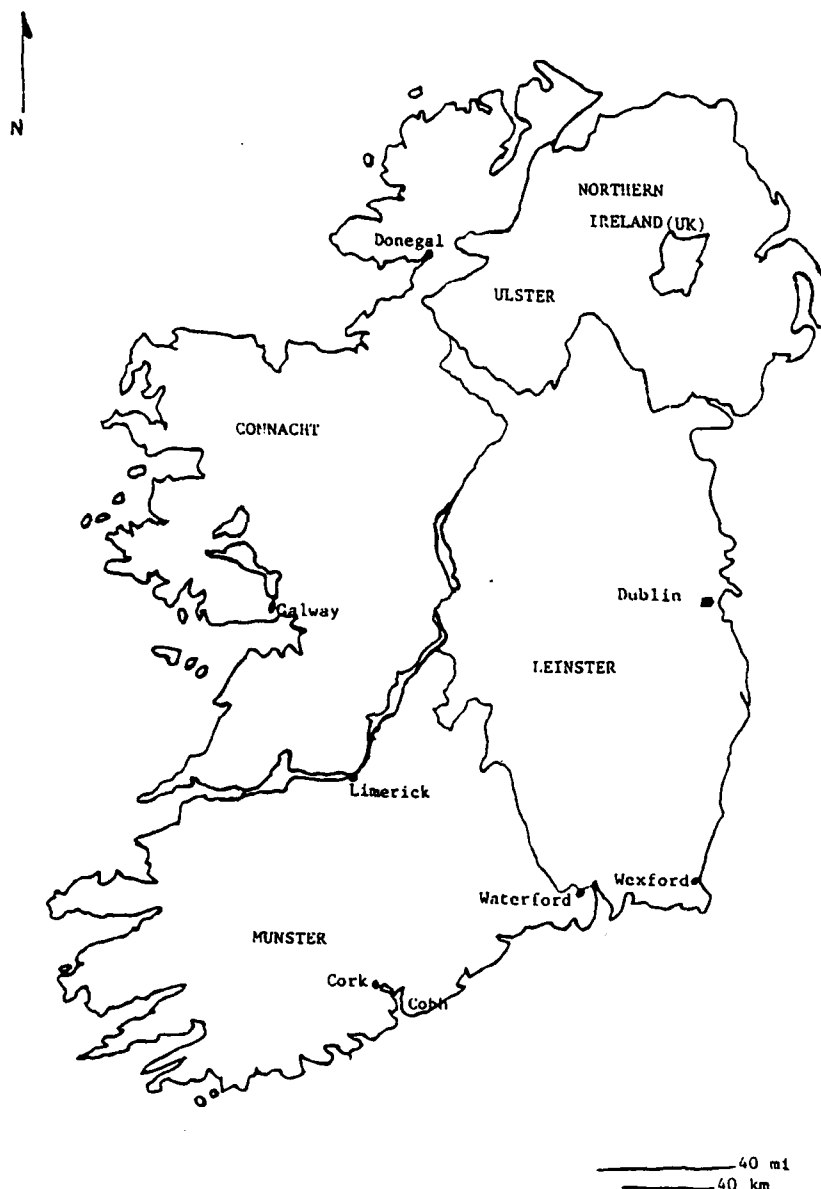 N
NORTHERN
IRELAND(UK)
Donegal
ULSTER
CONNACHT
Galway
Dublin
LEINSTER
Limerick
Waterford
Wexford
MUNSTER
Cork
Cobh
40 mi
40 km